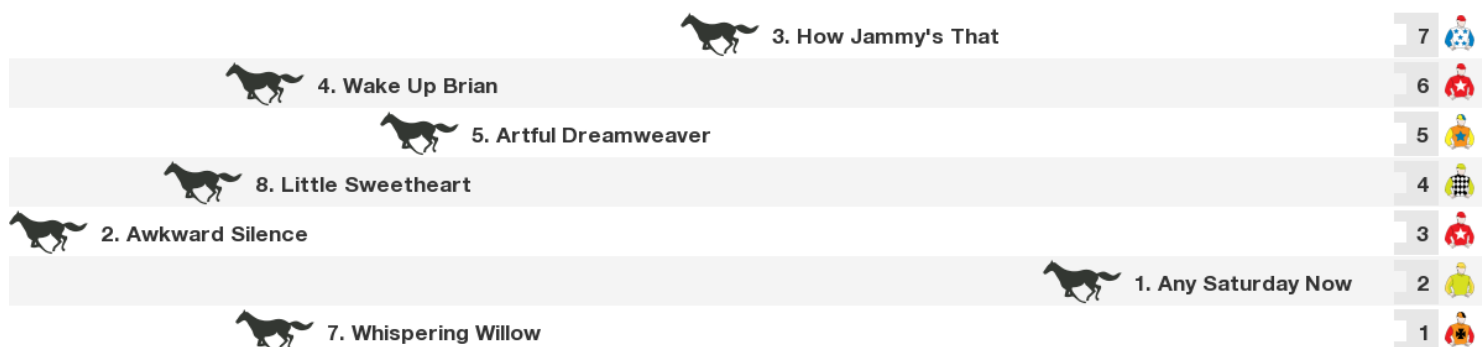 3. How Jammy's That 7
4. Wake Up Brian 6
5. Artful Dreamweaver 5
8. Little Sweetheart 4
2. Awkward Silence 3
1. Any Saturday Now 2
7. Whispering Willow 1